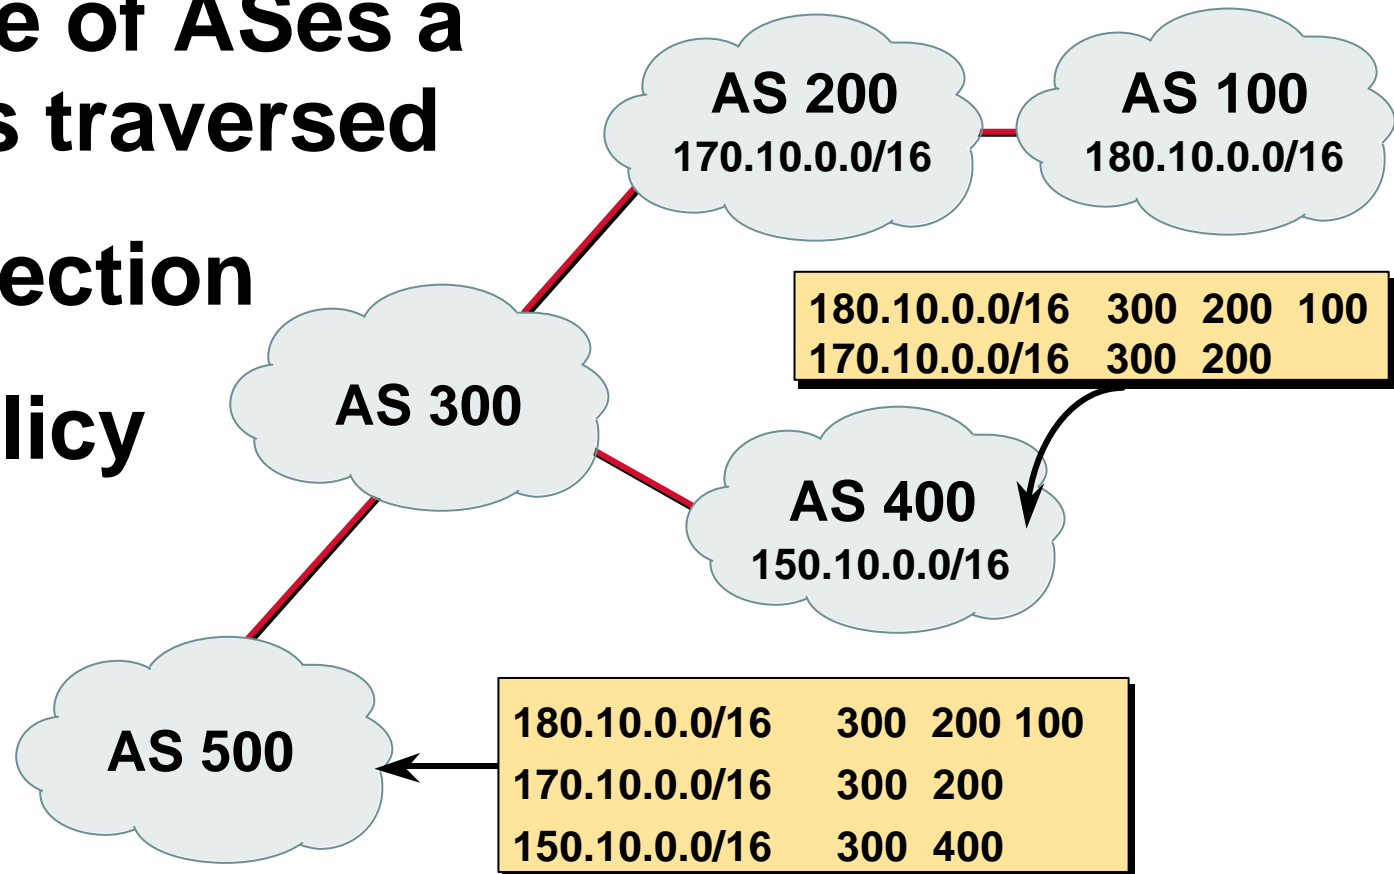 e of ASes a
s traversed
ection
licy
AS 200
170.10.0.0/16
AS 100
180.10.0.0/16
180.10.0.0/16 300 200 100
170.10.0.0/16 300 200
AS 300
AS 400
150.10.0.0/16
AS 500
180.10.0.0/16 300 200 100
170.10.0.0/16 300 200
150.10.0.0/16 300 400